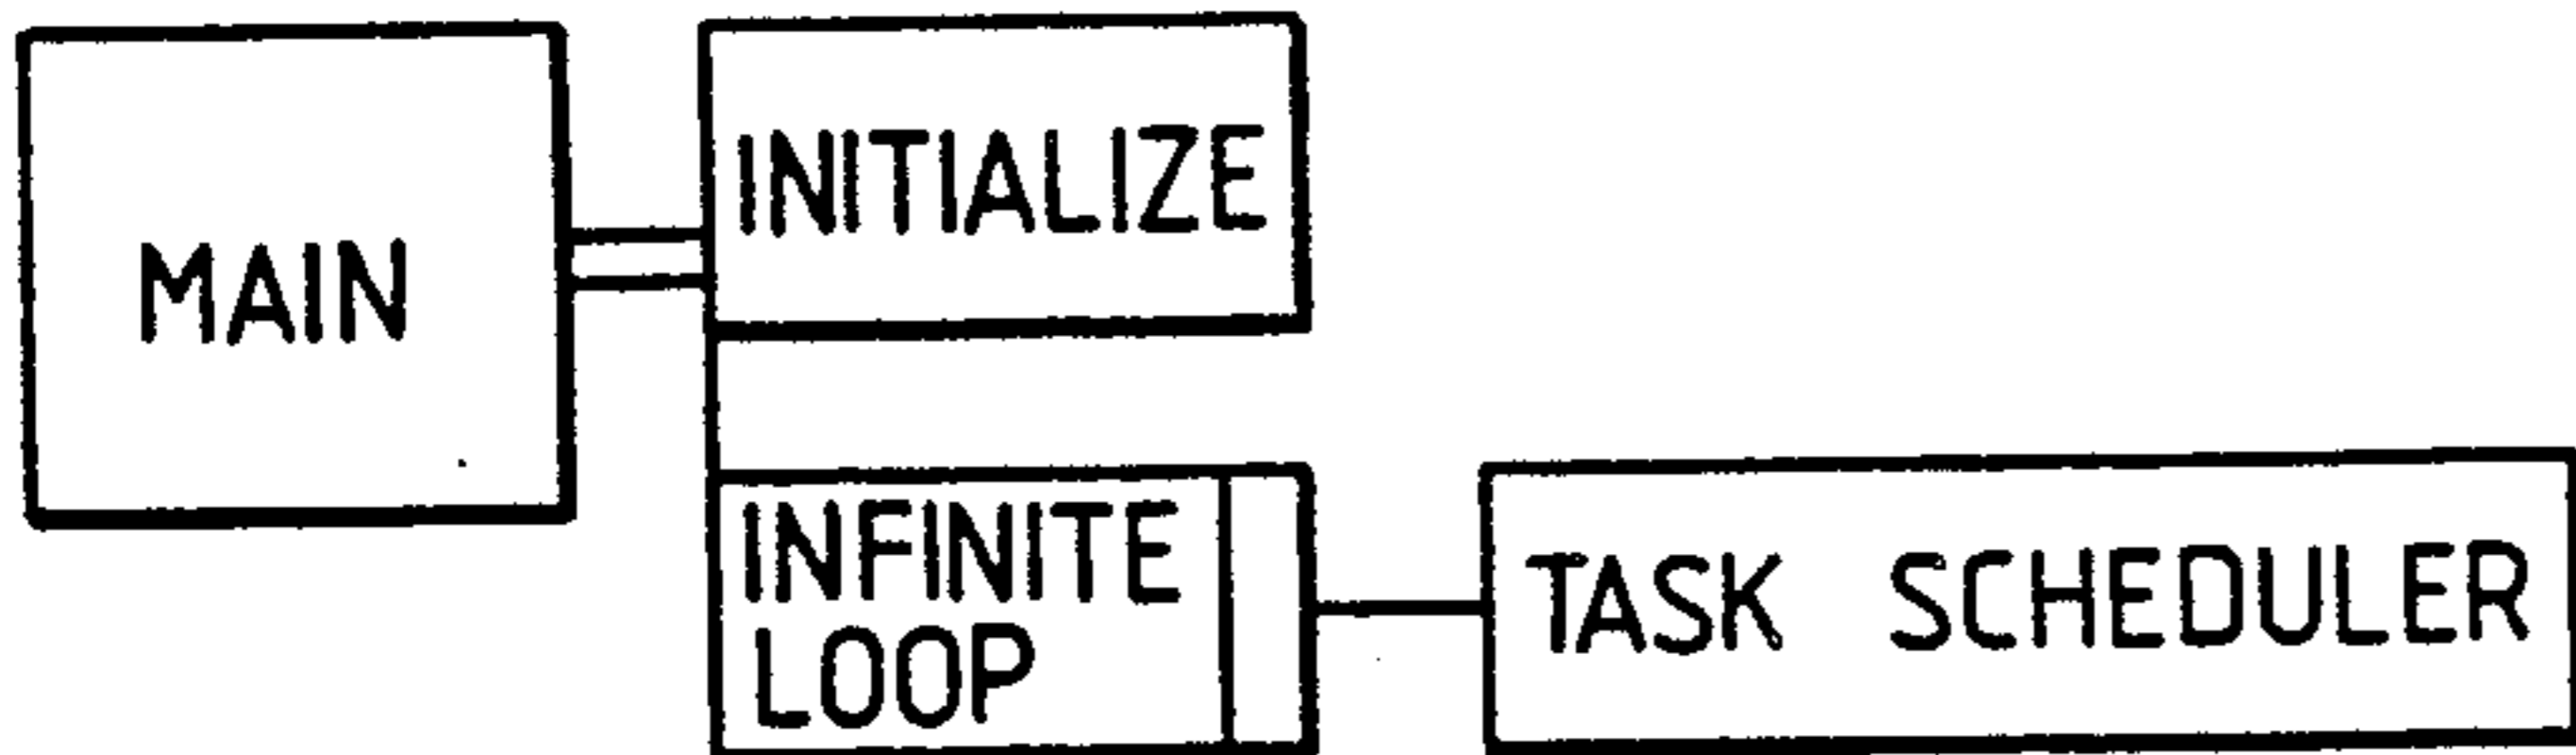 MAIN
INITIALIZE
INFINITE
LOOP
TASK SCHEDULER